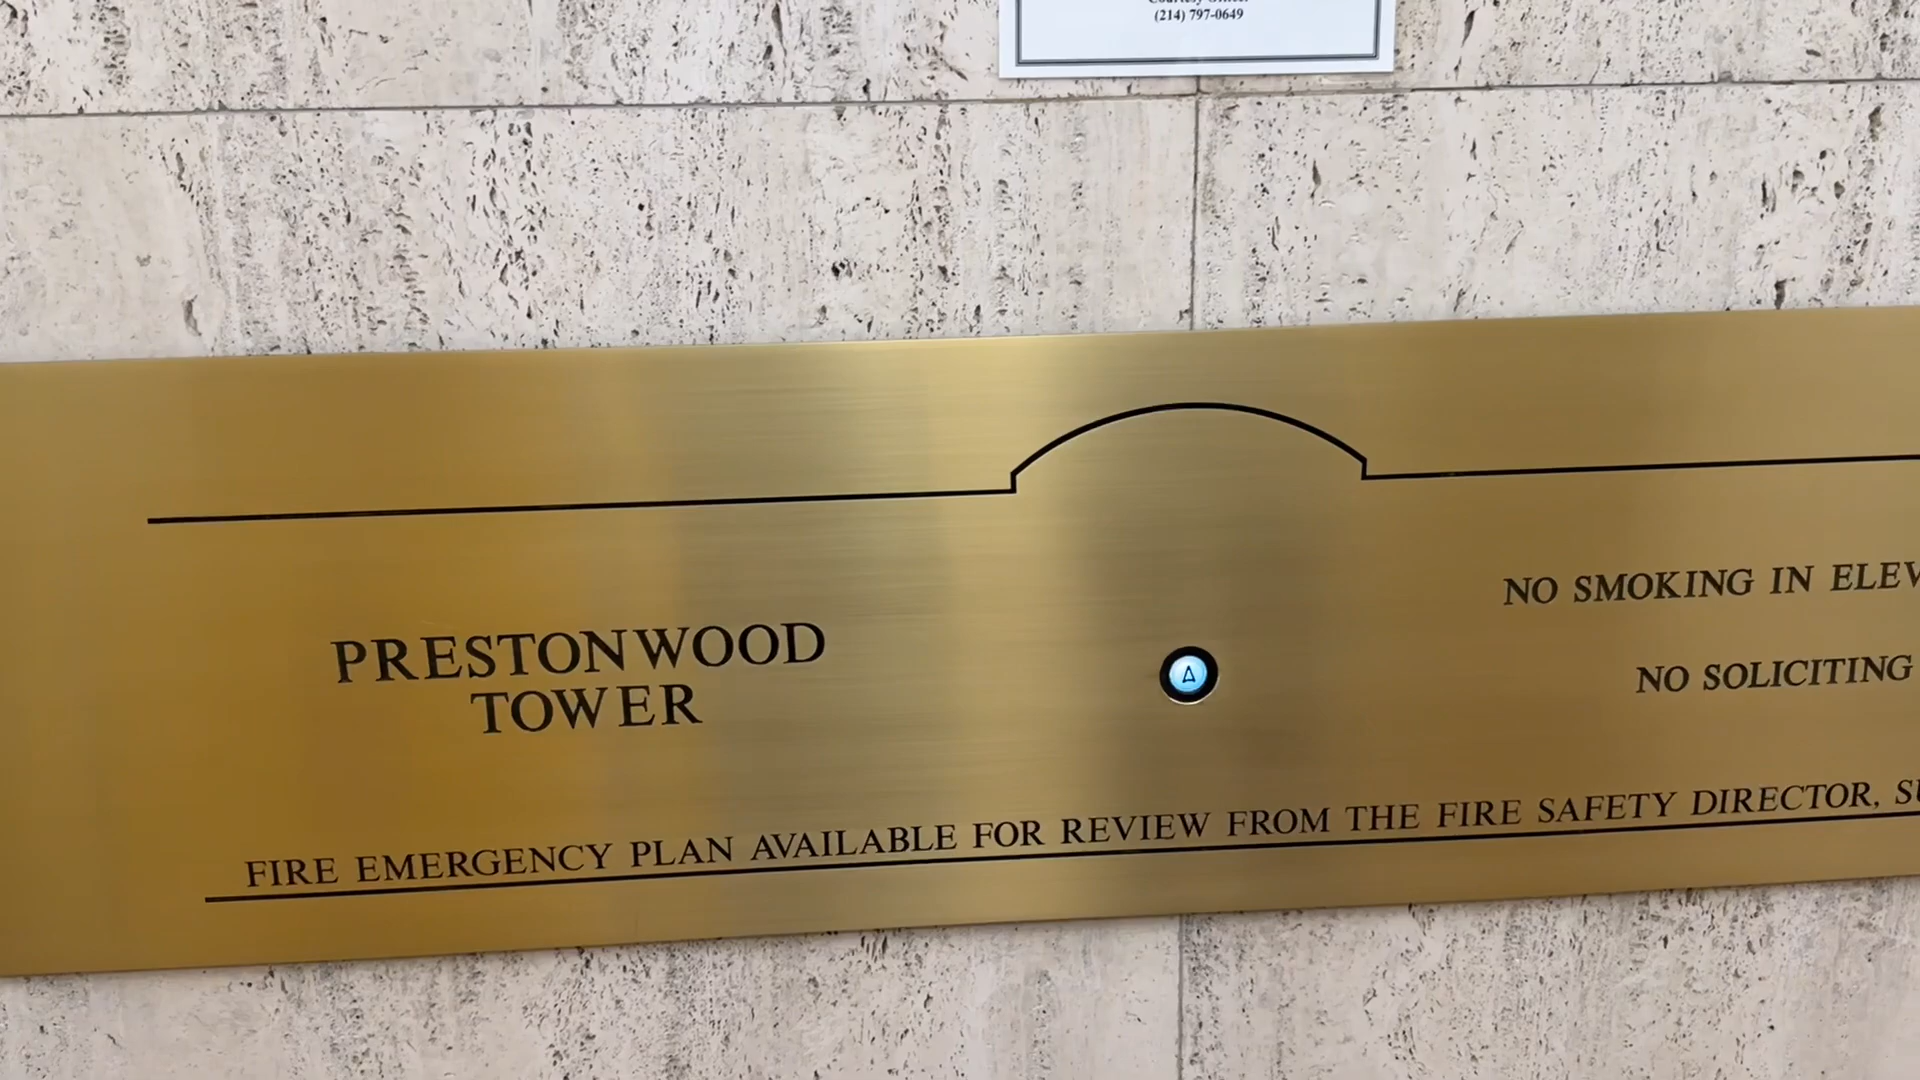 (214) 797-0649
NO SMOKING IN
PRESTONWOOD
TOWER
NO SOLICITING
FIRE EMERGENCY PLAN AVAILABLE FOR REVIEW FROM THE FIRE SAFETY DIRECTOR,